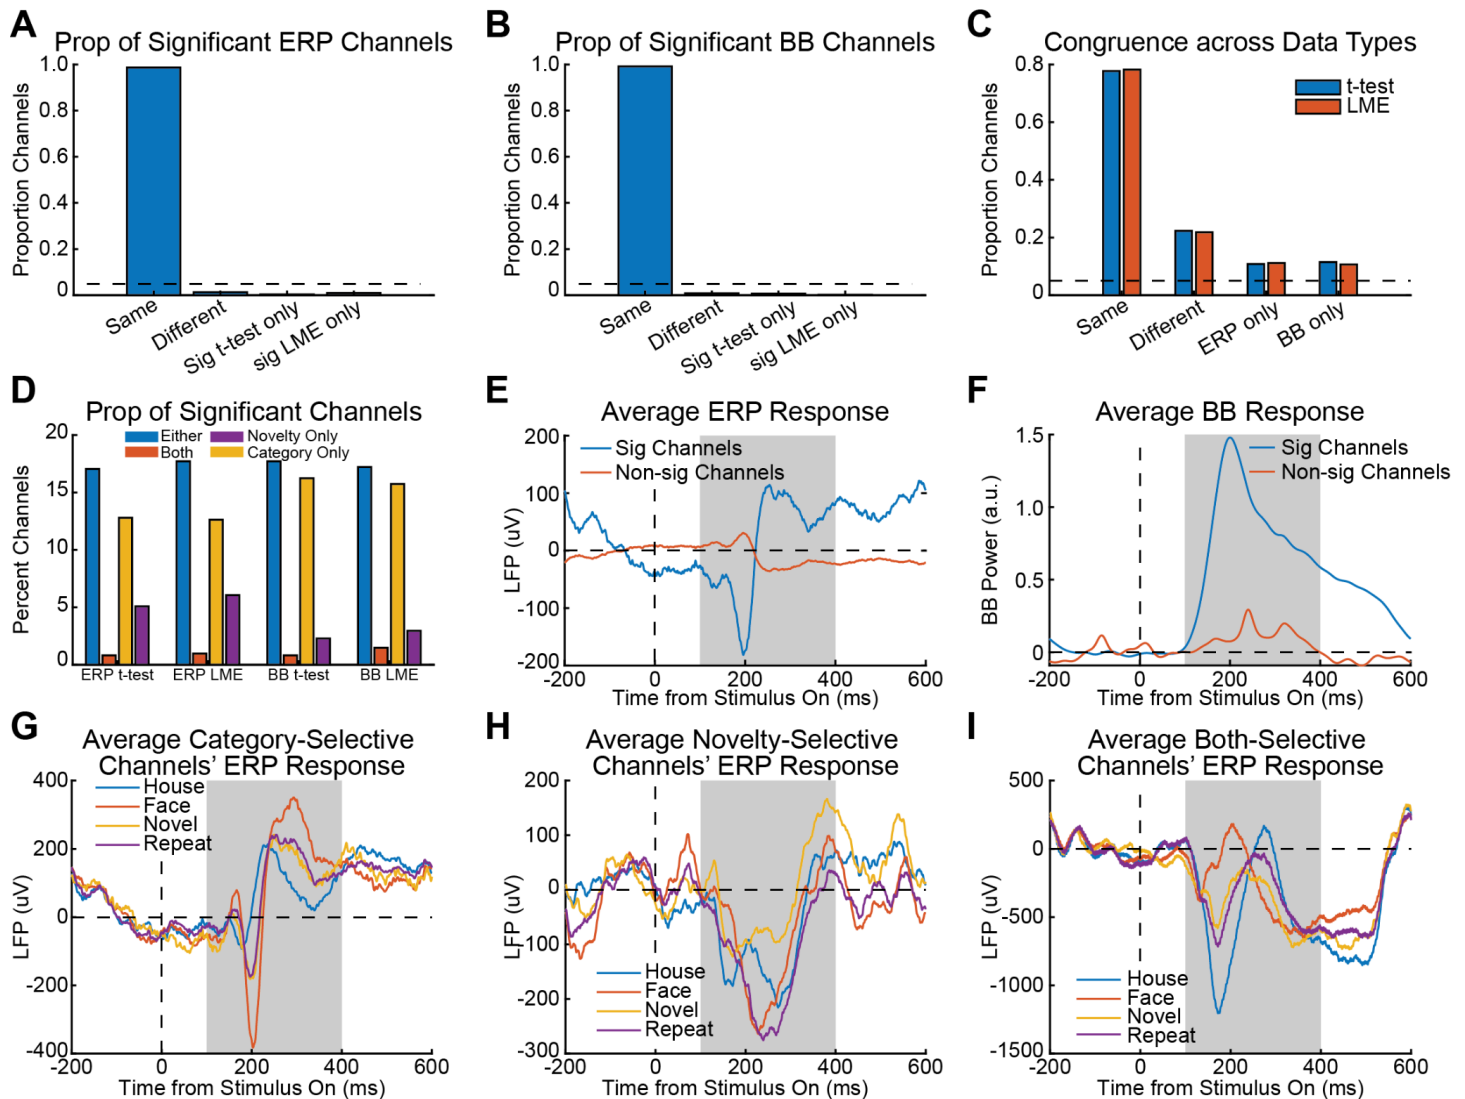 A
Prop of Significant ERP Channels
Proportion Channels
1.0
0.8
0.6
0.4
0.2
0
Same
Different
Sig t-test only
sig LME only
B
Prop of Significant BB Channels
Proportion Channels
1.0
0.8
0.6
0.4
0.2
0
Same
Different
Sig t-test only
sig LME only
C
Congruence across Data Types
Proportion Channels
0.8
0.6
0.4
0.2
0
t-test
LME
Same
Different
ERP only
BB only
D
Prop of Significant Channels
Percent Channels
20
15
10
5
0
Either
Both
Novelty Only
Category Only
ERP t-test
ERP LME
BB t-test
BB LME
E
Average ERP Response
LFP (uV)
200
100
0
-100
-200
Sig Channels
Non-sig Channels
-200
0
200
400
600
Time from Stimulus On (ms)
F
Average BB Response
BB Power (a.u.)
1.5
1.0
0.5
0
Sig Channels
Non-sig Channels
-200
0
200
400
600
Time from Stimulus On (ms)
G
Average Category-Selective
Channels' ERP Response
LFP (uV)
400
200
0
-200
-400
House
Face
Novel
Repeat
-200
0
200
400
600
Time from Stimulus On (ms)
H
Average Novelty-Selective
Channels' ERP Response
LFP (uV)
200
100
0
-100
-200
-300
House
Face
Novel
Repeat
-200
0
200
400
600
Time from Stimulus On (ms)
I
Average Both-Selective
Channels' ERP Response
LFP (uV)
500
0
-500
-1000
-1500
House
Face
Novel
Repeat
-200
0
200
400
600
Time from Stimulus On (ms)